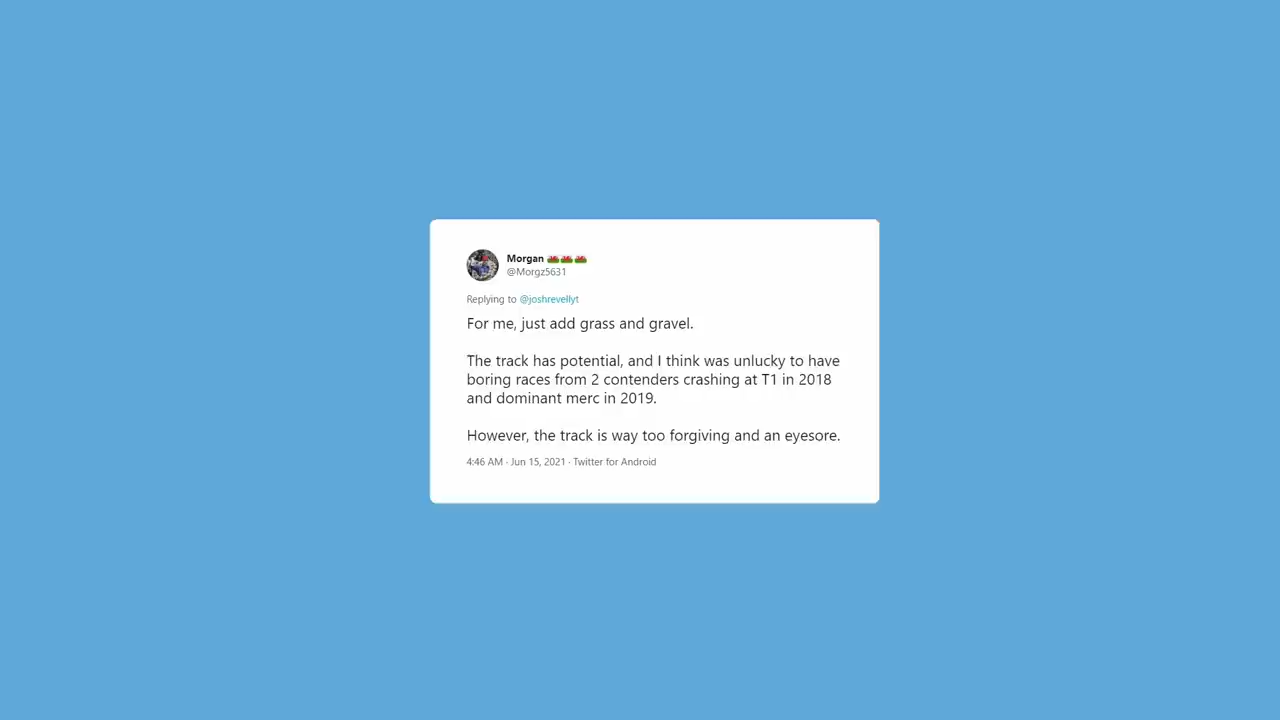 Morgan 🏴󠁧󠁢󠁷󠁬󠁳󠁿🏴󠁧󠁢󠁷󠁬󠁳󠁿🏴󠁧󠁢󠁷󠁬󠁳󠁿
@Morgz5631
Replying to @joshrevellyt
For me, just add grass and gravel.
The track has potential, and I think was unlucky to have
boring races from 2 contenders crashing at T1 in 2018
and dominant merc in 2019.
However, the track is way too forgiving and an eyesore.
4:46 AM · Jun 15, 2021 · Twitter for Android